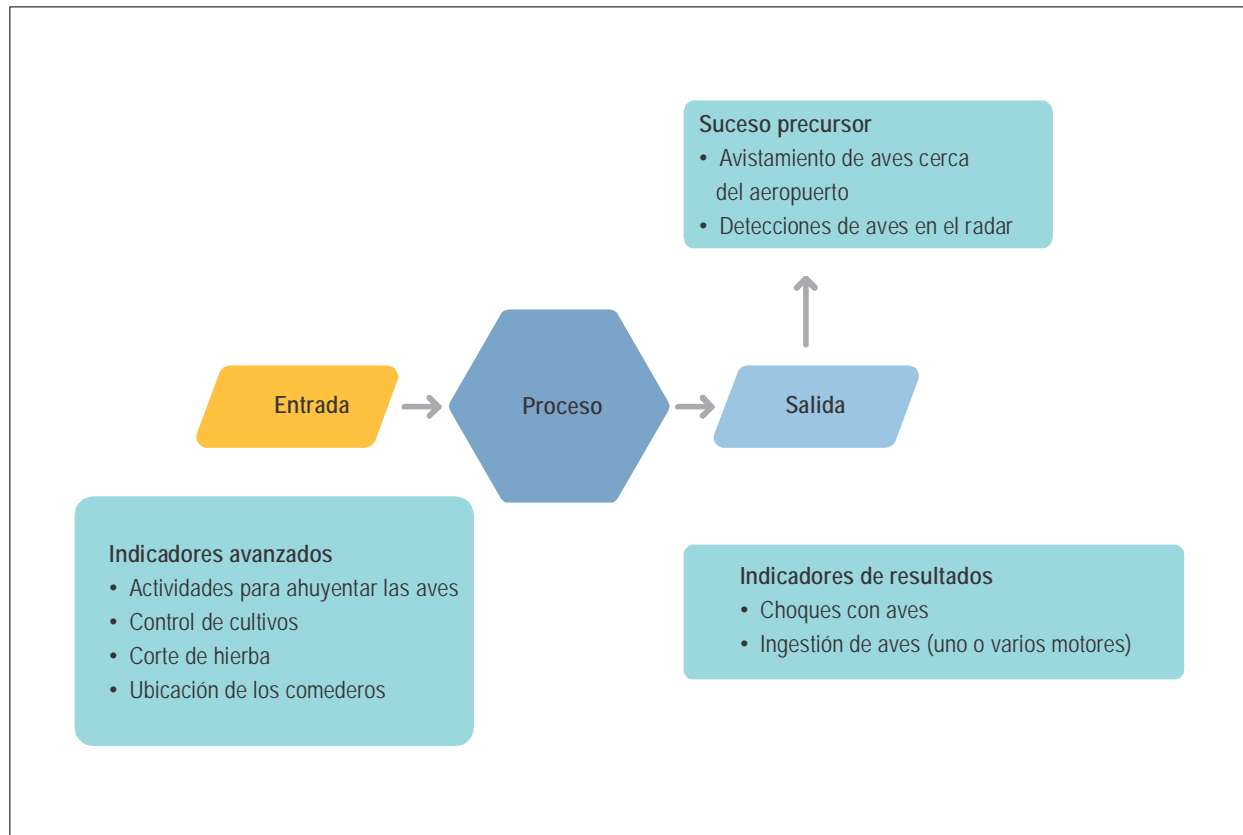 Suceso precursor
• Avistamiento de aves cerca
del aeropuerto
• Detecciones de aves en el radar
Entrada
Proceso
Salida
Indicadores avanzados
• Actividades para ahuyentar las aves
• Control de cultivos
• Corte de hierba
• Ubicación de los comederos
Indicadores de resultados
• Choques con aves
• Ingestión de aves (uno o varios motores)